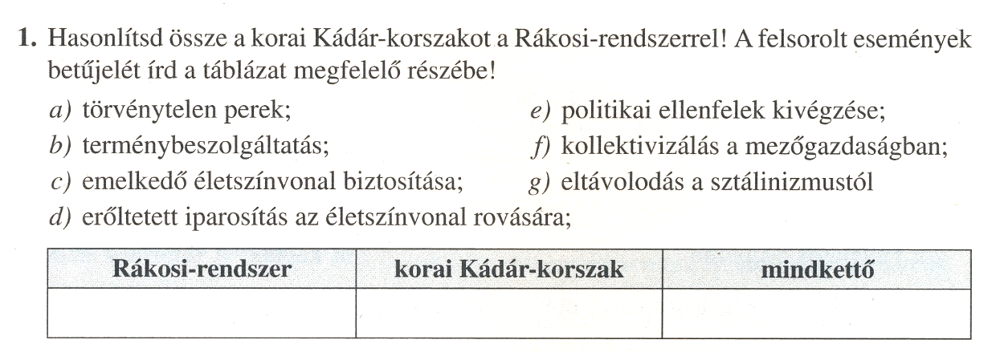 1. Hasonlítsd össze a korai Kádár-korszakot a Rákosi-rendszerrel! A felsorolt események
betűjelét írd a táblázat megfelelő részébe!
a) törvénytelen perek;
b) terménybeszolgáltatás;
c) emelkedő életszínvonal biztosítása;
d) erőltetett iparosítás az életszínvonal rovására;
e) politikai ellenfelek kivégzése;
f) kollektivizálás a mezőgazdaságban;
g) eltávolodás a sztálinizmustól
Rákosi-rendszer korai Kádár-korszak mindkettő